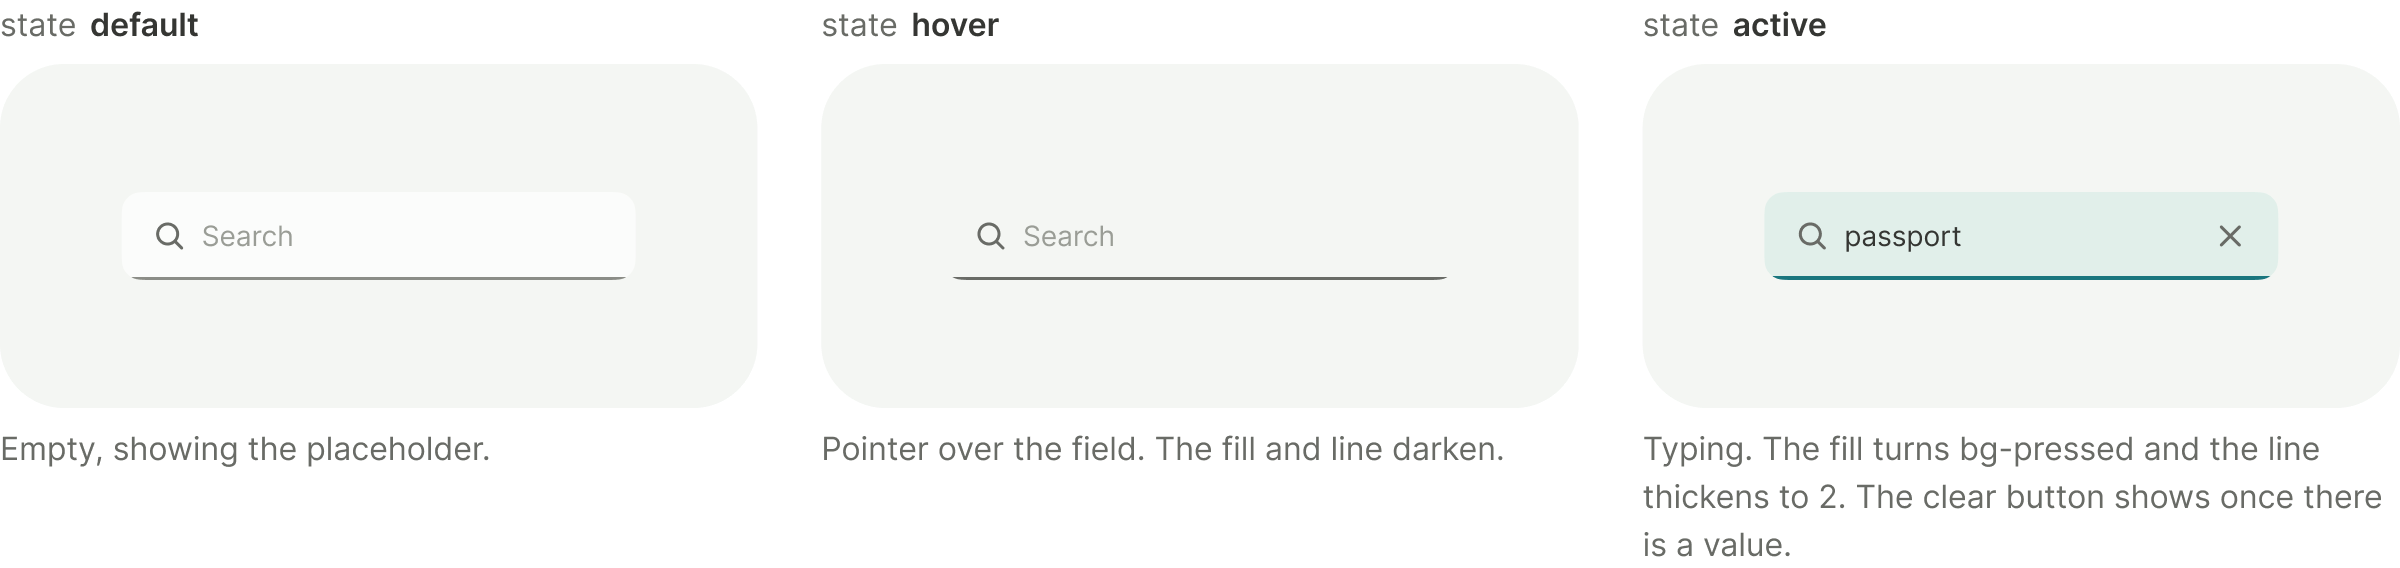 state default
Search
Empty, showing the placeholder.
state hover
Search
Pointer over the field. The fill and line darken.
state active
passport
Typing. The fill turns bg-pressed and the line
thickens to 2. The clear button shows once there
is a value.